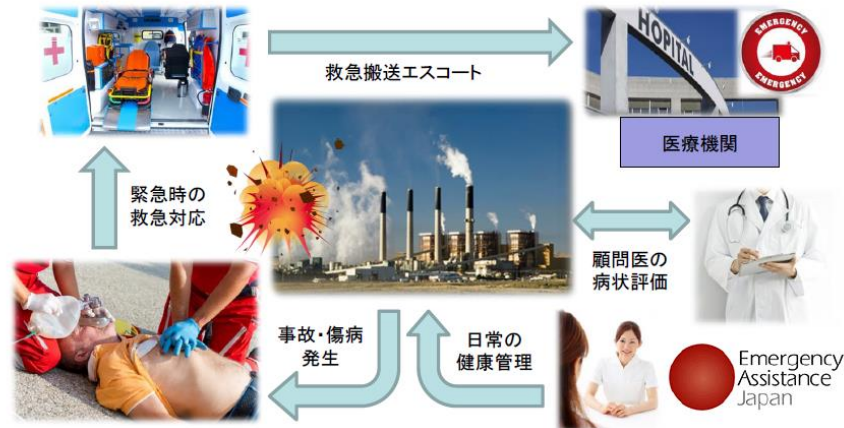 HOPITAL
EMERGENCY
EMERGENCY
救急搬送エスコート
医療機関
緊急時の
救急対応
顧問医の
病状評価
事故・傷病
発生
日常の
健康管理
Emergency
Assistance
Japan